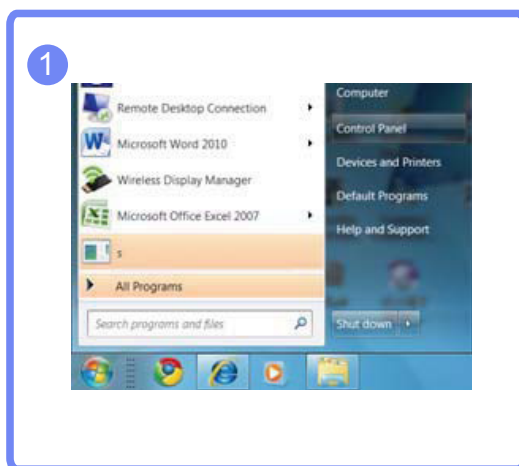 1
Remote Desktop Connection
Microsoft Word 2010
Wireless Display Manager
Microsoft Office Excel 2007
s
All Programs
Search programs and files
Computer
Control Panel
Devices and Printers
Default Programs
Help and Support
Shut down